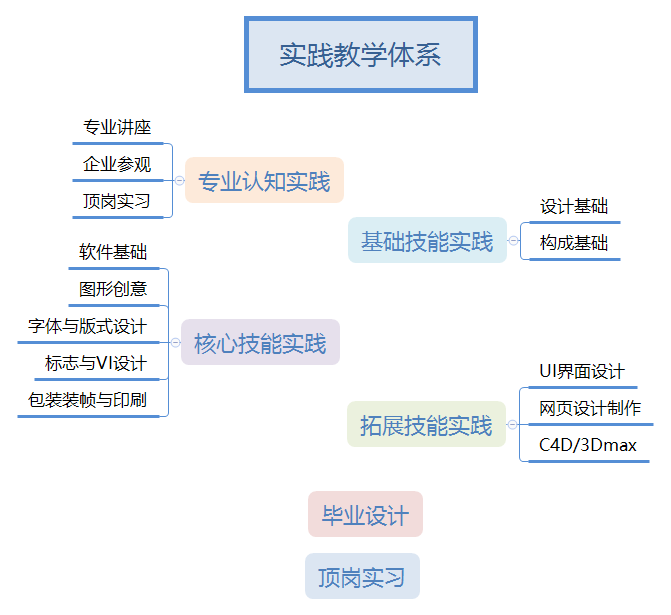 实践教学体系
专业讲座
企业参观
顶岗实习
专业认知实践
设计基础
构成基础
基础技能实践
软件基础
图形创意
字体与版式设计
标志与VI设计
包装装帧与印刷
核心技能实践
UI界面设计
网页设计制作
C4D/3Dmax
拓展技能实践
毕业设计
顶岗实习